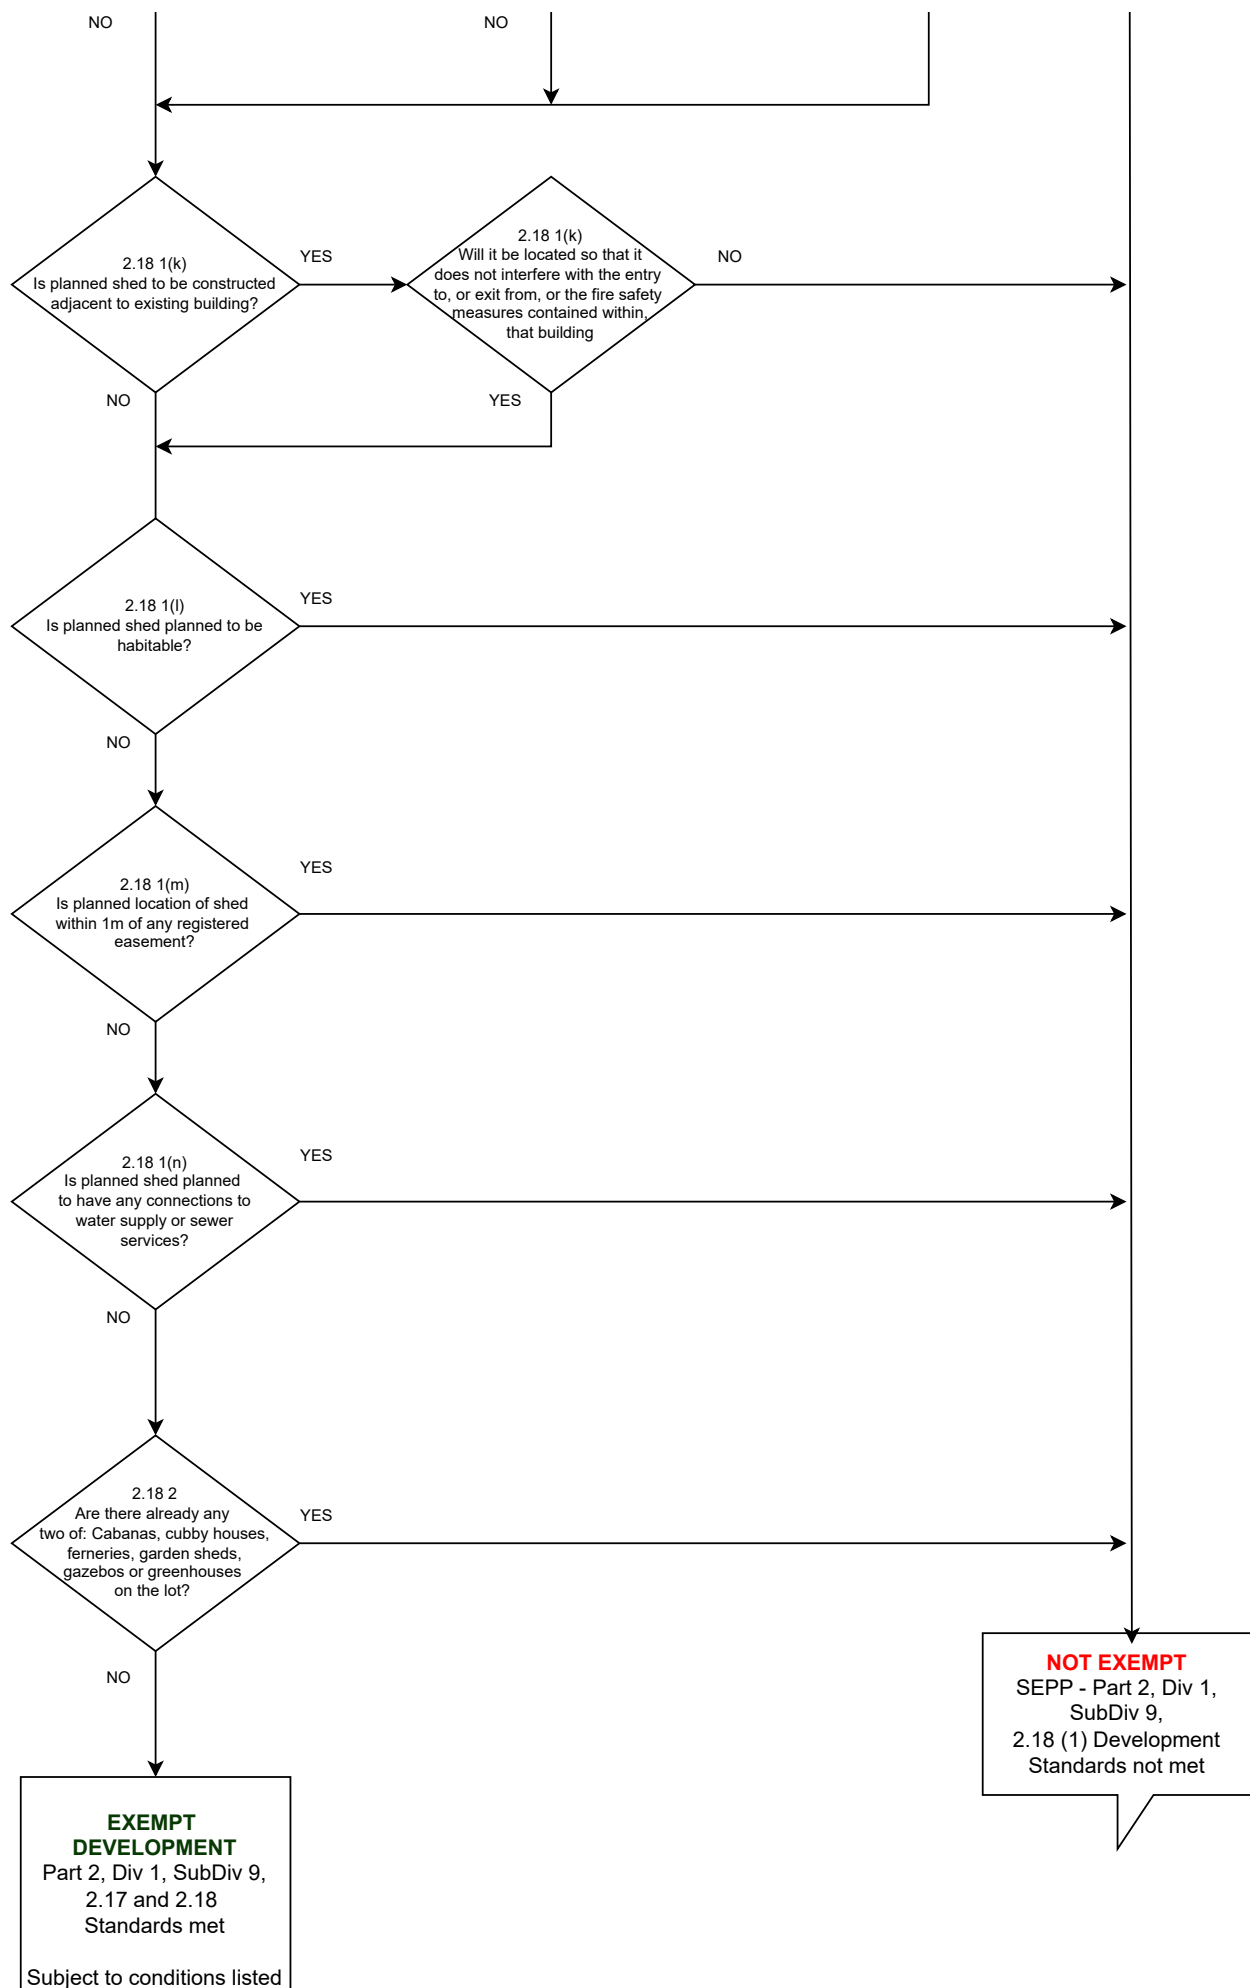 NO
NO
2.18 1(k)
Is planned shed to be constructed
adjacent to existing building?
YES
2.18 1(k)
Will it be located so that it
does not interfere with the entry
to, or exit from, or the fire safety
measures contained within,
that building
NO
NO
YES
2.18 1(l)
Is planned shed planned to be
habitable?
YES
NO
2.18 1(m)
Is planned location of shed
within 1m of any registered
easement?
YES
NO
2.18 1(n)
Is planned shed planned
to have any connections to
water supply or sewer
services?
YES
NO
2.18 2
Are there already any
two of: Cabanas, cubby houses,
ferneries, garden sheds,
gazebos or greenhouses
on the lot?
YES
NO
NOT EXEMPT
SEPP - Part 2, Div 1,
SubDiv 9,
2.18 (1) Development
Standards not met
EXEMPT
DEVELOPMENT
Part 2, Div 1, SubDiv 9,
2.17 and 2.18
Standards met
Subject to conditions listed